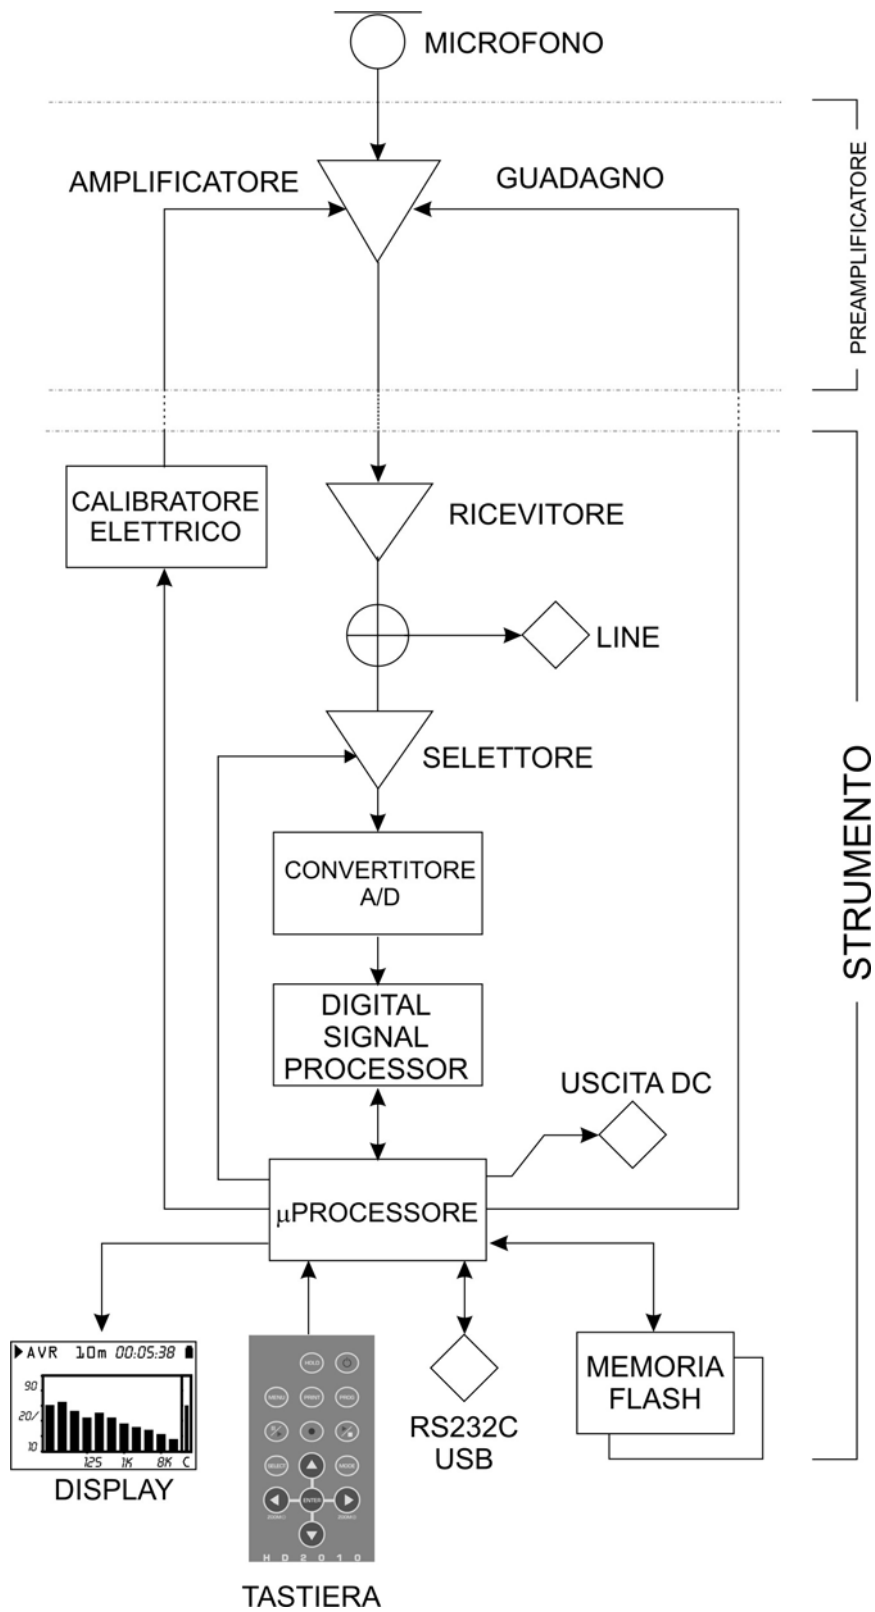 MICROFONO
AMPLIFICATORE
GUADAGNO
PREAMPLIFICATORE
CALIBRATORE
ELETTRICO
RICEVITORE
LINE
SELETTORE
STRUMENTO
CONVERTITORE
A/D
DIGITAL
SIGNAL
PROCESSOR
USCITA DC
µPROCESSORE
AVR 10m 00:05:38
90
20/
10
125 1K 8K C
DISPLAY
HOLD
MENU PRINT PROG
SELECT MODE
ENTER
HD2010
TASTIERA
RS232C
USB
MEMORIA
FLASH